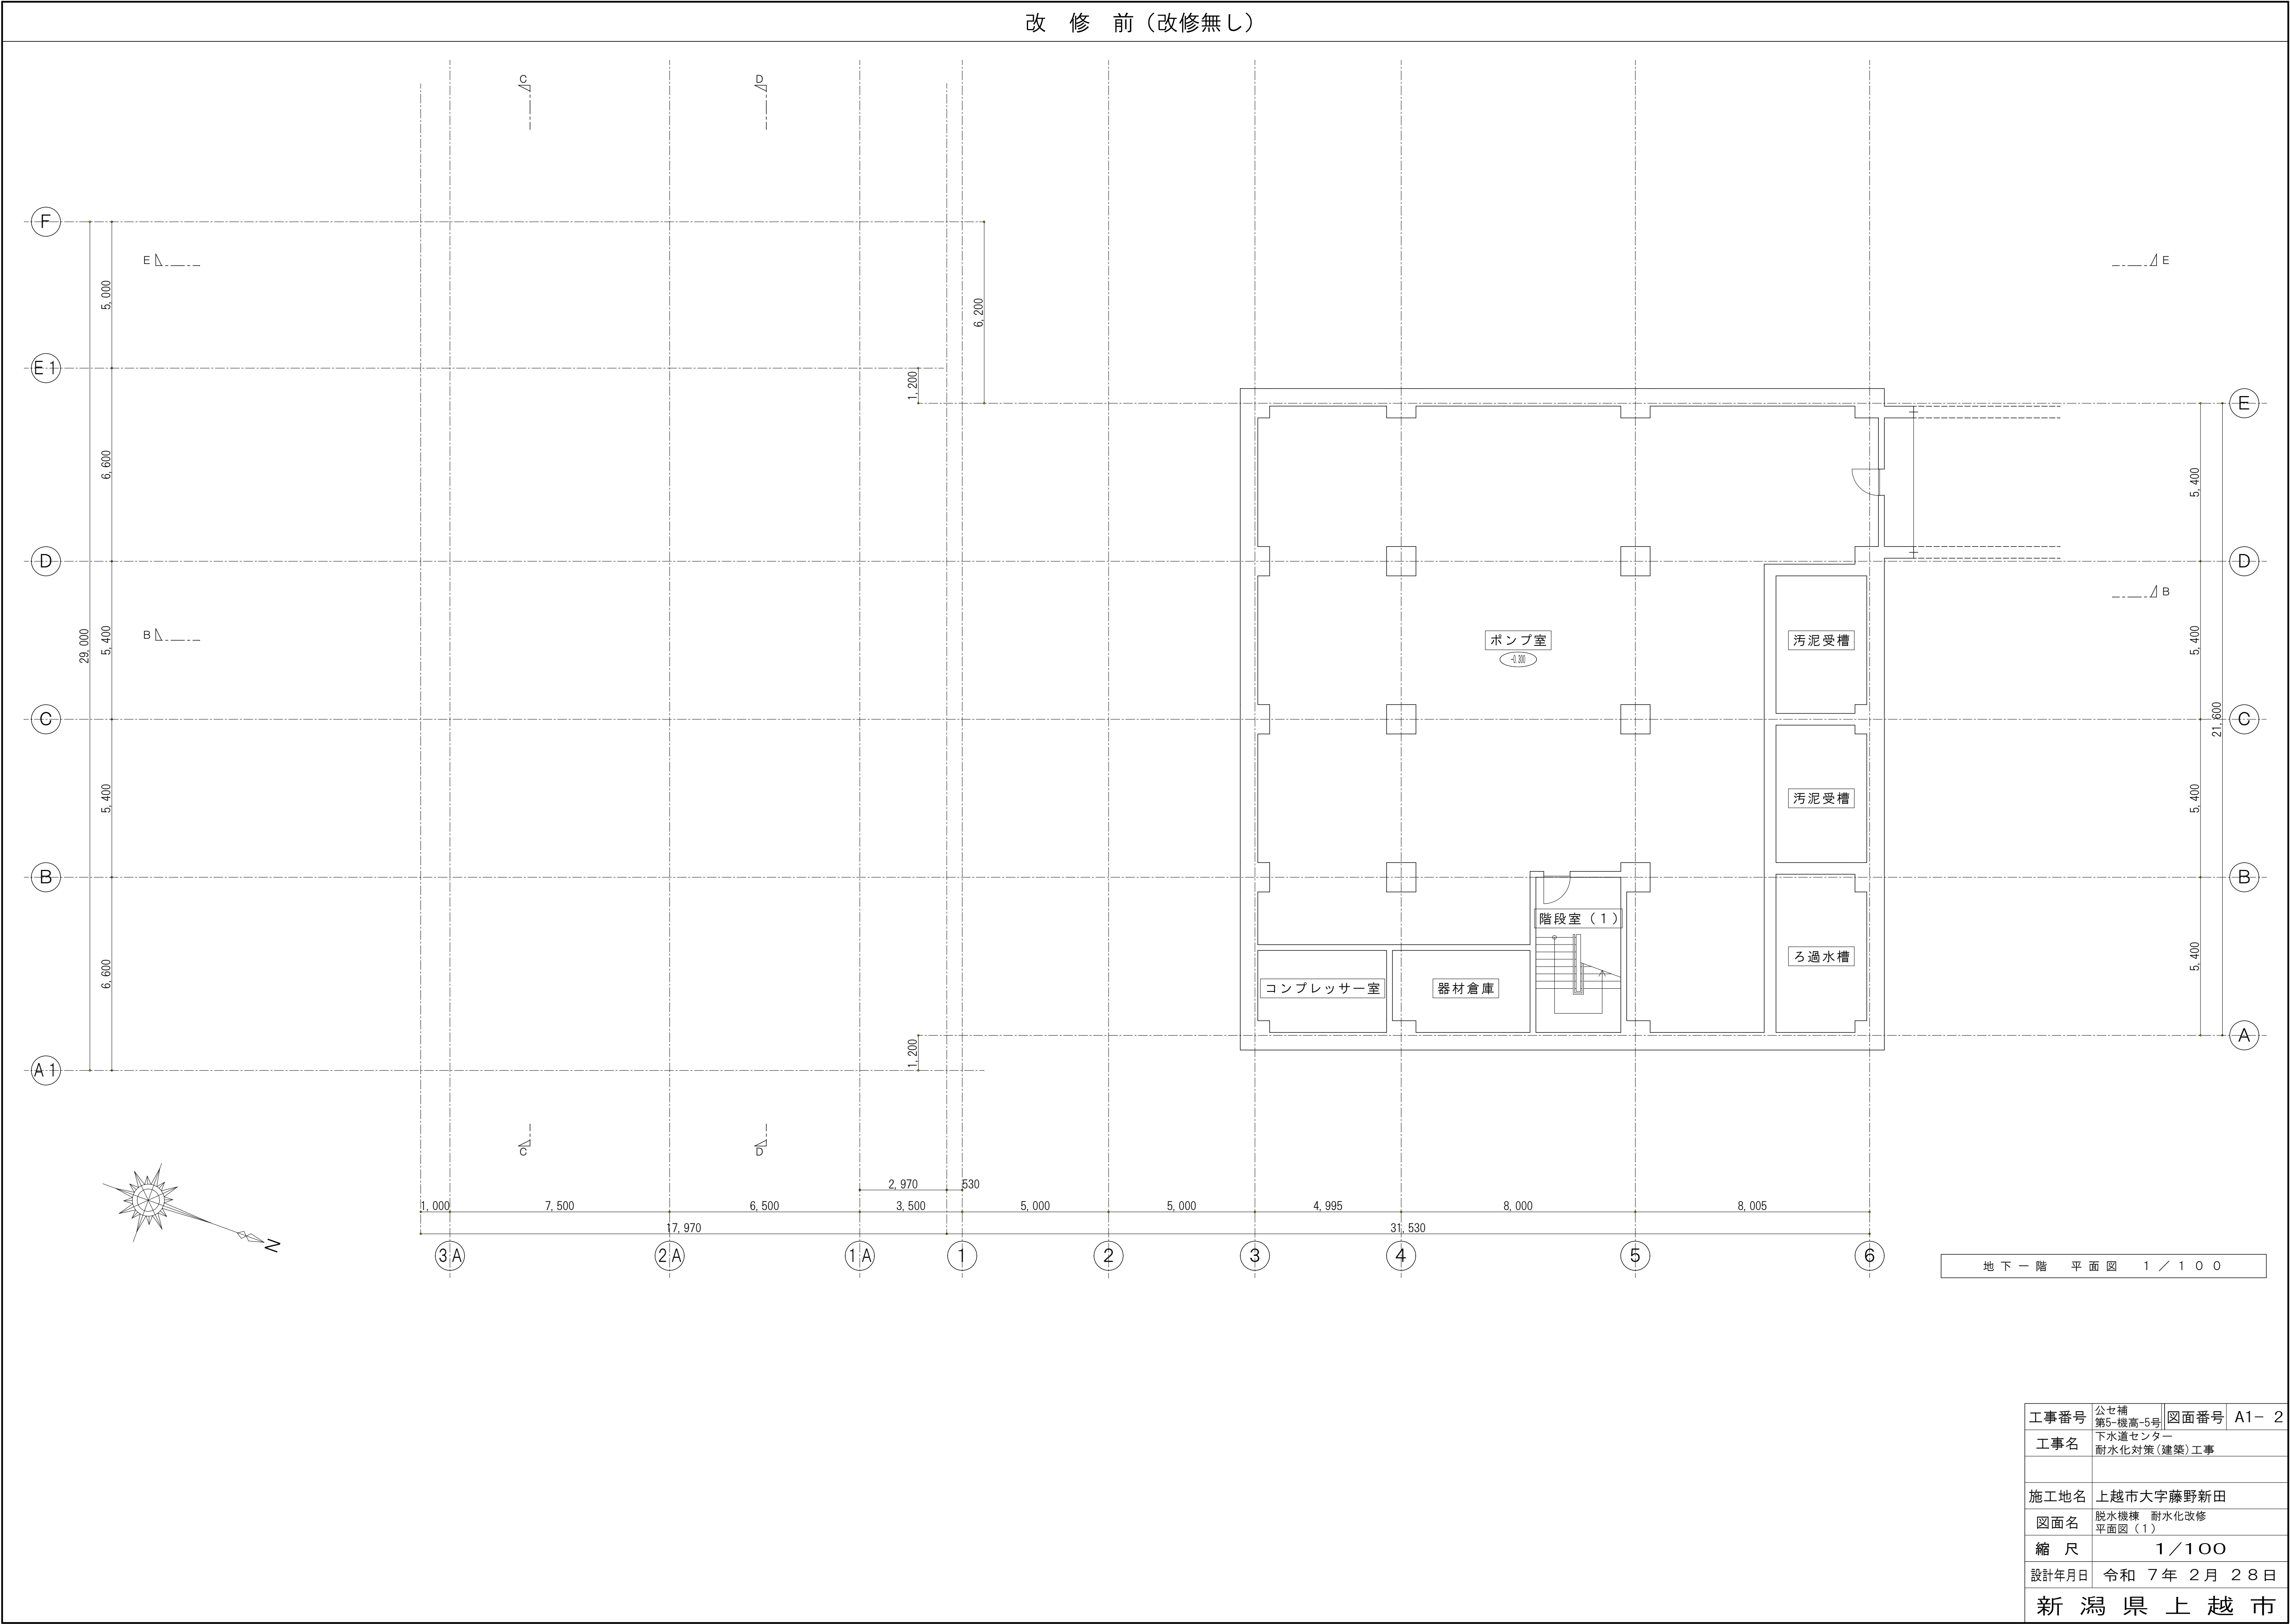 改　修　前（改修無し）
C
D
F
E
E
5,000
6,200
E1
1,200
E
6,600
5,400
D
D
B
B
29,000
5,400
ポンプ室
-0.300
汚泥受槽
5,400
C
21,600
C
5,400
汚泥受槽
5,400
B
B
階段室（1）
6,600
コンプレッサー室
器材倉庫
ろ過水槽
5,400
1,200
A
A1
C
D
2,970
530
1,000
7,500
6,500
3,500
5,000
5,000
4,995
8,000
8,005
17,970
31,530
N
3A
2A
1A
1
2
3
4
5
6
地下一階　平面図　1／100
工事番号
公セ補
第5-機高-5号
図面番号
A1- 2
工事名
下水道センター
耐水化対策(建築)工事
施工地名
上越市大字藤野新田
図面名
脱水機棟　耐水化改修
平面図（1）
縮　尺
1／100
設計年月日
令和 7年 2月 28日
新潟県上越市